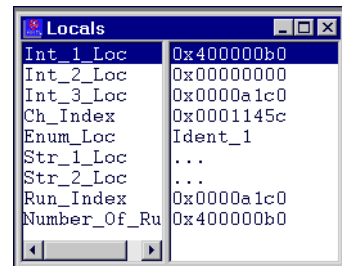 Locals
Int_1_Loc 0x400000b0
Int_2_Loc 0x00000000
Int_3_Loc 0x0000a1c0
Ch_Index 0x0001145c
Enum_Loc Ident_1
Str_1_Loc ...
Str_2_Loc ...
Run_Index 0x0000a1c0
Number_Of_Ru 0x400000b0